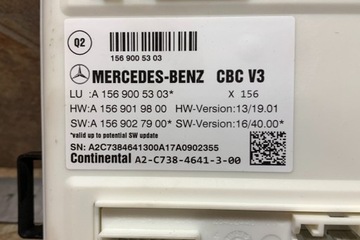 Q2
156 900 53 03
MERCEDES-BENZ CBC V3
LU :A 156 900 53 03* X 156
HW:A 156 901 98 00 HW-Version:13/19.01
SW:A 156 902 79 00* SW-Version:16/40.00*
*valid up to potential SW update
SN: A2C7384641300A17A0902355
Continental A2-C738-4641-3-00